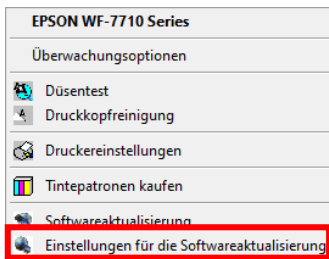 EPSON WF-7710 Series
Überwachungsoptionen
Düsentest
Druckkopfreinigung
Druckereinstellungen
Tintepatronen kaufen
Softwareaktualisierung
Einstellungen für die Softwareaktualisierung